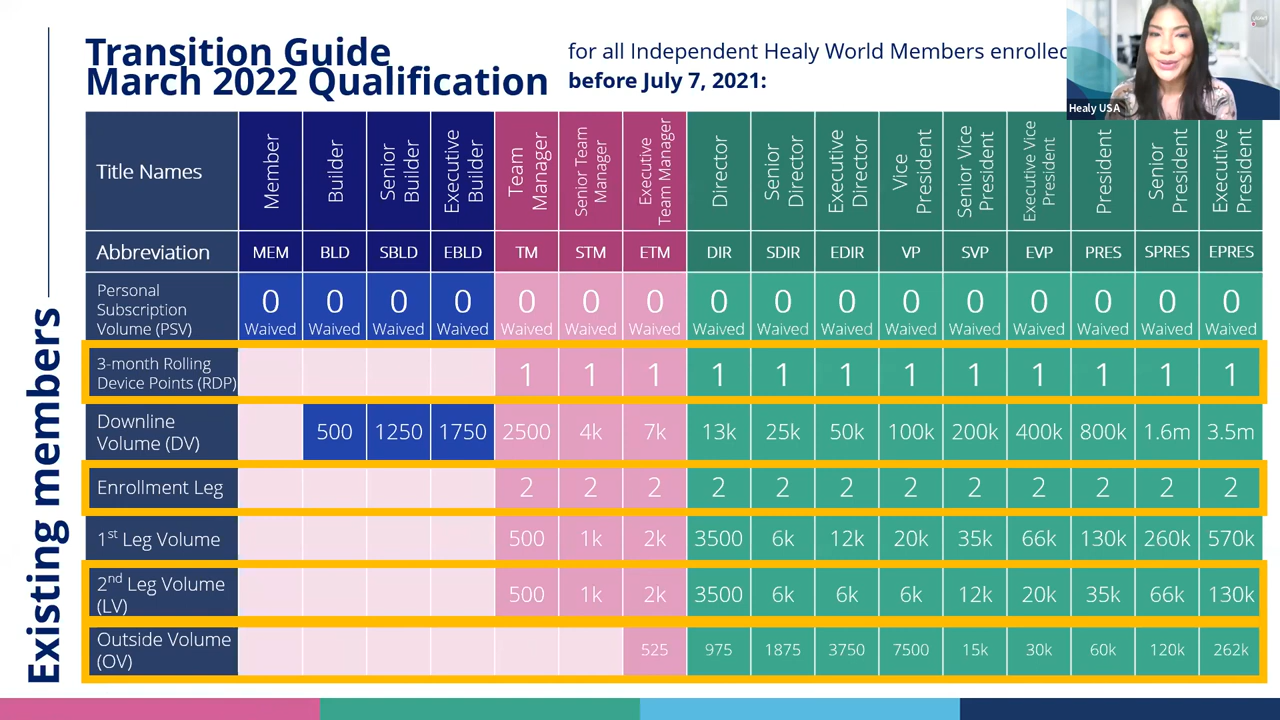 Transition Guide
March 2022 Qualification
for all Independent Healy World Members enrolled
before July 7, 2021:
Healy USA
Existing members
Title Names Member Builder Senior Builder Executive Builder Team Manager Senior Team Manager Executive Team Manager Director Senior Director Executive Director Vice President Senior Vice President Executive Vice President President Senior President Executive President
Abbreviation MEM BLD SBLD EBLD TM STM ETM DIR SDIR EDIR VP SVP EVP PRES SPRES EPRES
Personal
Subscription
Volume (PSV)
0 0 0 0 0 0 0 0 0 0 0 0 0 0 0 0
Waived Waived Waived Waived Waived Waived Waived Waived Waived Waived Waived Waived Waived Waived Waived Waived
3-month Rolling
Device Points (RDP)
1 1 1 1 1 1 1 1 1 1 1 1
Downline
Volume (DV)
500 1250 1750 2500 4k 7k 13k 25k 50k 100k 200k 400k 800k 1.6m 3.5m
Enrollment Leg 2 2 2 2 2 2 2 2 2 2 2 2
1st Leg Volume 500 1k 2k 3500 6k 12k 20k 35k 66k 130k 260k 570k
2nd Leg Volume
(LV)
500 1k 2k 3500 6k 6k 6k 12k 20k 35k 66k 130k
Outside Volume
(OV)
525 975 1875 3750 7500 15k 30k 60k 120k 262k